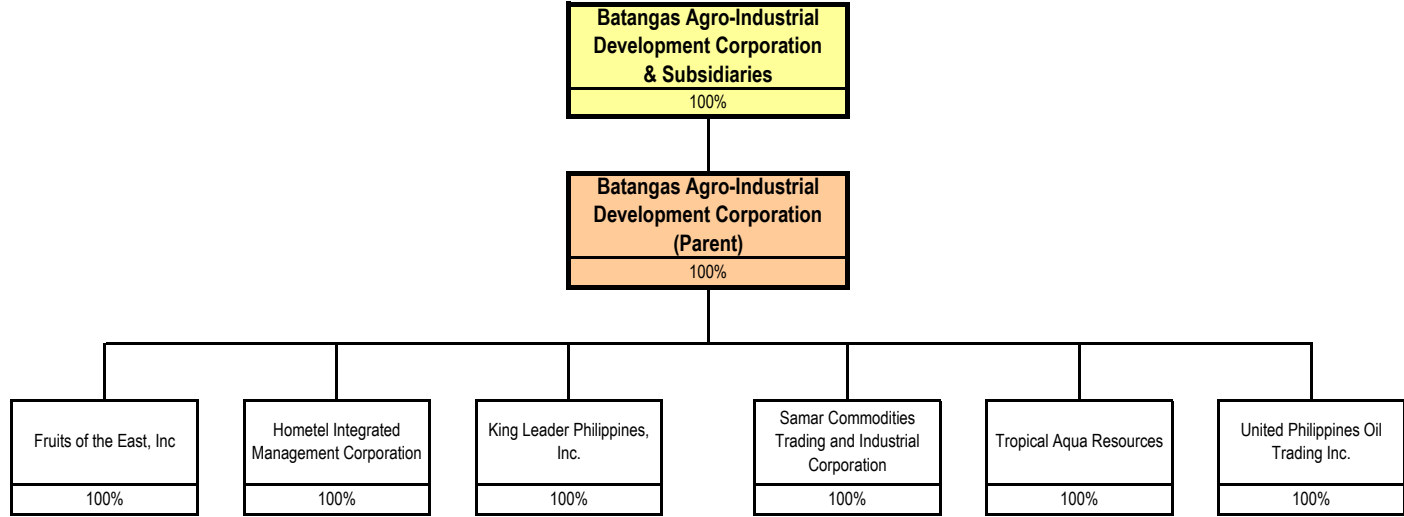 Batangas Agro-Industrial
Development Corporation
& Subsidiaries
100%
Batangas Agro-Industrial
Development Corporation
(Parent)
100%
Fruits of the East, Inc
100%
Hometel Integrated
Management Corporation
100%
King Leader Philippines,
Inc.
100%
Samar Commodities
Trading and Industrial
Corporation
100%
Tropical Aqua Resources
100%
United Philippines Oil
Trading Inc.
100%